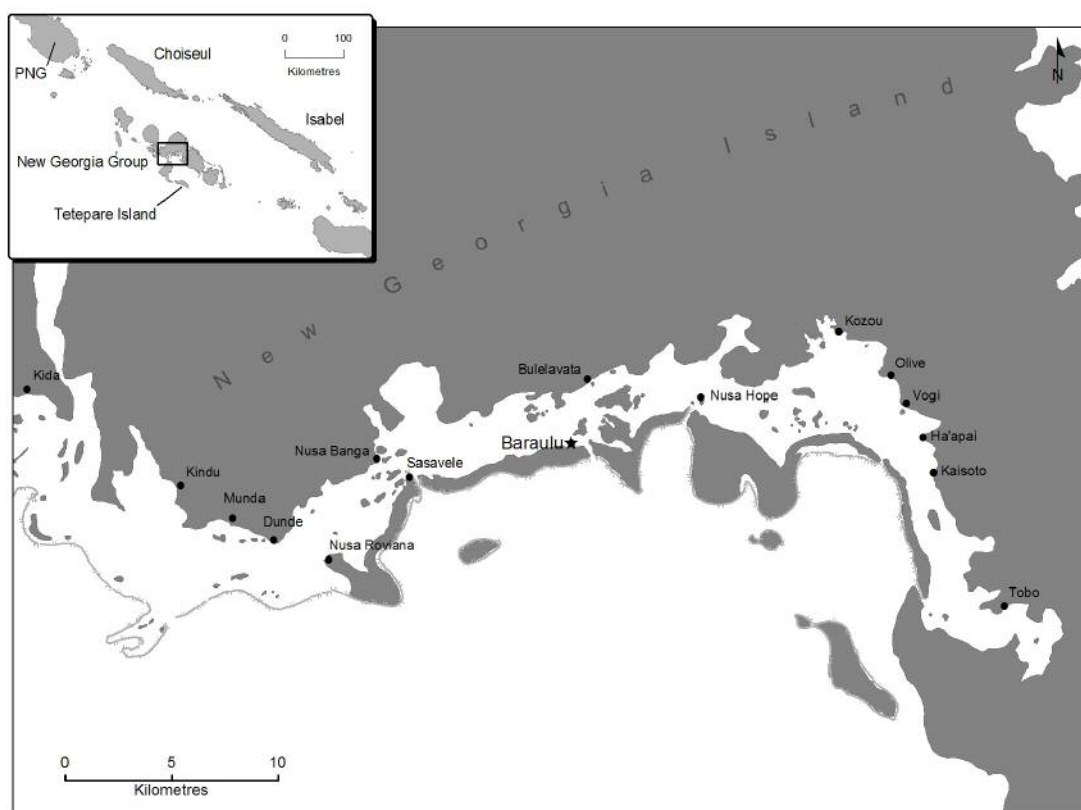 0 100
Kilometres
PNG
Choiseul
Isabel
New Georgia Group
Tetepare Island
N
New Georgia Island
Kozou
Kida
Bulelavata
Olive
Nusa Hope
Vogi
Baraulu
Ha'apai
Nusa Banga
Sasavele
Kaisoto
Kindu
Munda
Dunde
Nusa Roviana
Tobo
0 5 10
Kilometres